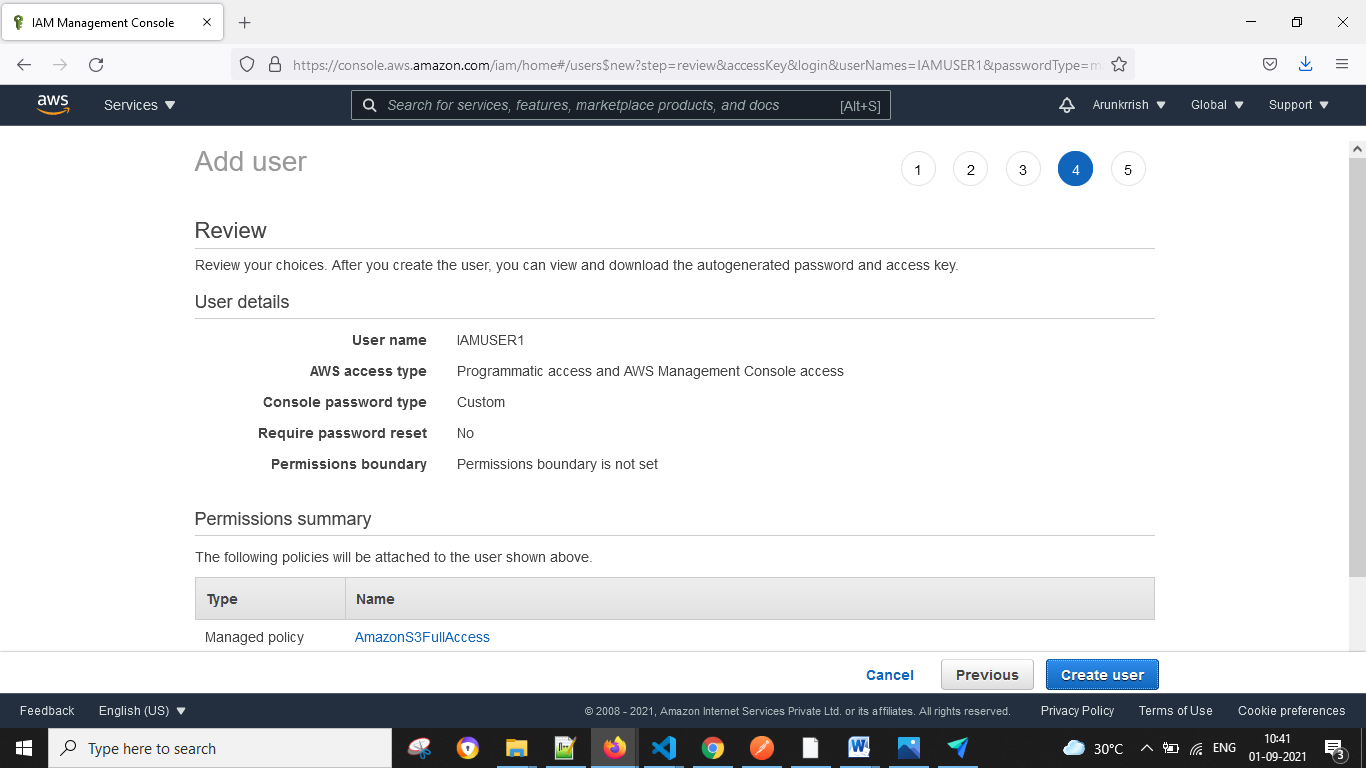 IAM Management Console
https://console.aws.amazon.com/iam/home#/users$new?step=review&accessKey&login&userNames=IAMUSER1&passwordType=m
aws
Services
Search for services, features, marketplace products, and docs [Alt+S]
Arunkrrish
Global
Support
Add user
1 2 3 4 5
Review
Review your choices. After you create the user, you can view and download the autogenerated password and access key.
User details
User name IAMUSER1
AWS access type Programmatic access and AWS Management Console access
Console password type Custom
Require password reset No
Permissions boundary Permissions boundary is not set
Permissions summary
The following policies will be attached to the user shown above.
Type Name
Managed policy AmazonS3FullAccess
Cancel Previous Create user
Feedback English (US) © 2008 - 2021, Amazon Internet Services Private Ltd. or its affiliates. All rights reserved. Privacy Policy Terms of Use Cookie preferences
Type here to search
30°C
ENG
10:41
01-09-2021
3